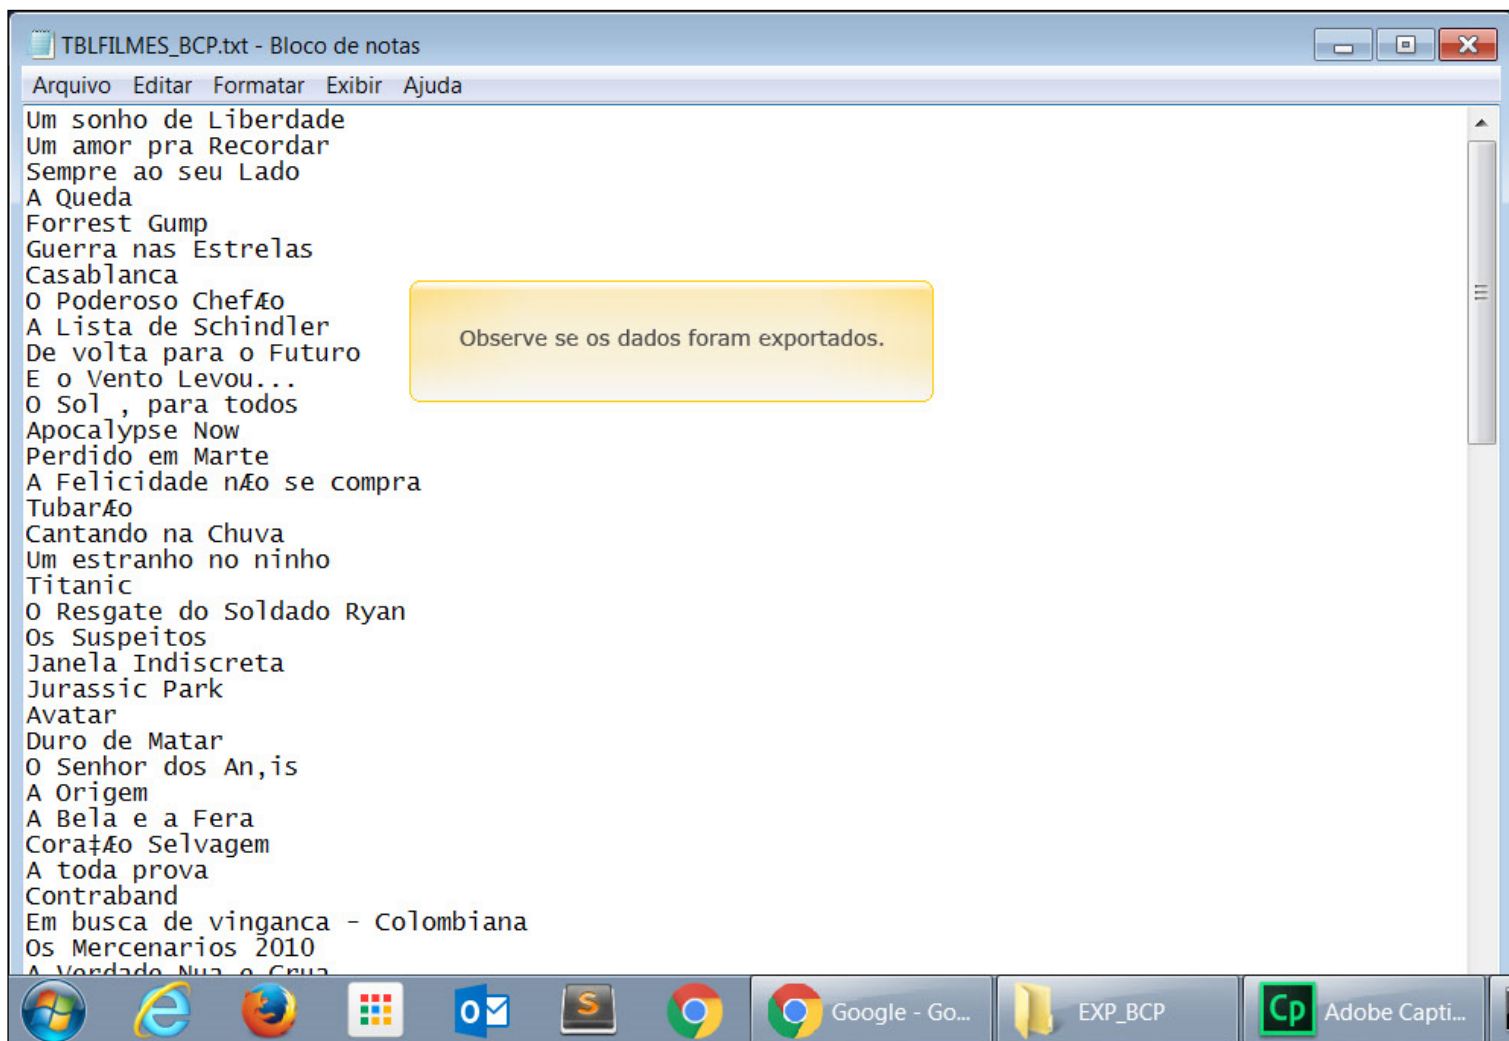 TBLFILMES_BCP.txt - Bloco de notas
Arquivo Editar Formatar Exibir Ajuda
Um sonho de Liberdade
Um amor pra Recordar
Sempre ao seu Lado
A Queda
Forrest Gump
Guerra nas Estrelas
Casablanca
O Poderoso ChefÆo
A Lista de Schindler
De volta para o Futuro
E o Vento Levou...
O Sol ‚ para todos
Apocalypse Now
Perdido em Marte
A Felicidade nÆo se compra
TubarÆo
Cantando na Chuva
Um estranho no ninho
Titanic
O Resgate do Soldado Ryan
Os Suspeitos
Janela Indiscreta
Jurassic Park
Avatar
Duro de Matar
O Senhor dos An‚is
A Origem
A Bela e a Fera
Cora‡Æo Selvagem
A toda prova
Contraband
Em busca de vinganca - Colombiana
Os Mercenarios 2010
A Verdade Nua e Crua
Observe se os dados foram exportados.
Google - Go...
EXP_BCP
Cp Adobe Capti...